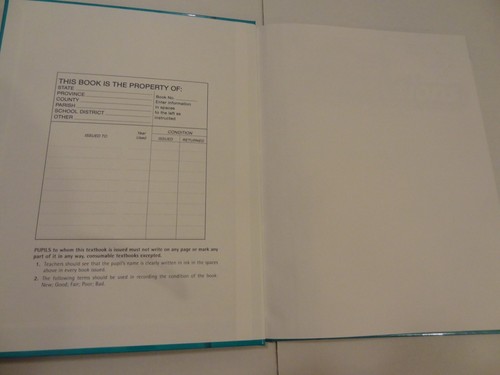 THIS BOOK IS THE PROPERTY OF:
STATE
PROVINCE
COUNTY
PARISH
SCHOOL DISTRICT
OTHER
Book No.
Enter information
in spaces
to the left as
instructed
ISSUED TO
Year Used
CONDITION
ISSUED
RETURNED
PUPILS to whom this textbook is issued must not write on any page or mark any
part of it in any way, consumable textbooks excepted.
1. Teachers should see that the pupil's name is clearly written in ink in the spaces
above in every book issued.
2. The following terms should be used in recording the condition of the book:
New; Good; Fair; Poor; Bad.